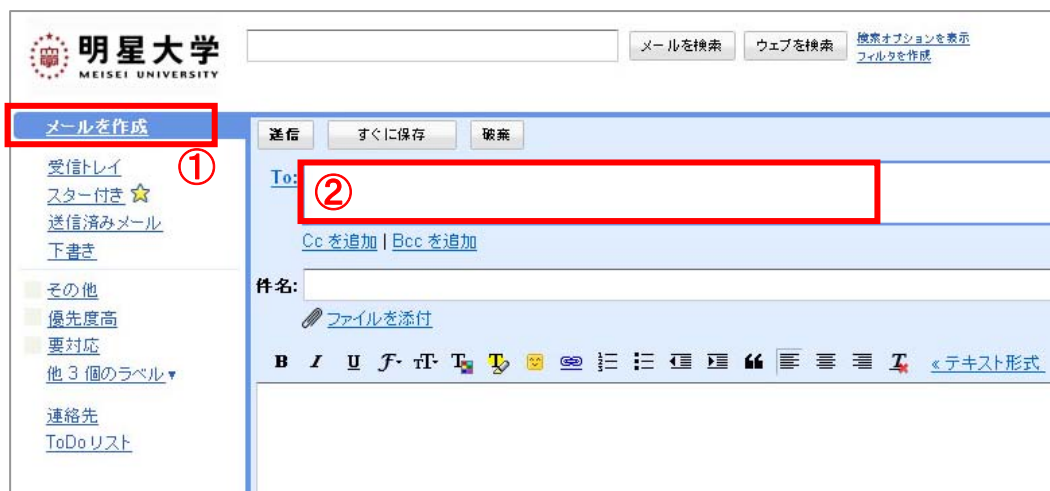 明星大学
MEISEI UNIVERSITY
メールを検索
ウェブを検索
検索オプションを表示
フィルタを作成
メールを作成
①
受信トレイ
スター付き
送信済みメール
下書き
その他
優先度高
要対応
他 3 個のラベル▼
連絡先
ToDoリスト
送信 すぐに保存 破棄
To: ②
Cc を追加 | Bcc を追加
件名:
ファイルを添付
B I U F T T T T « テキスト形式